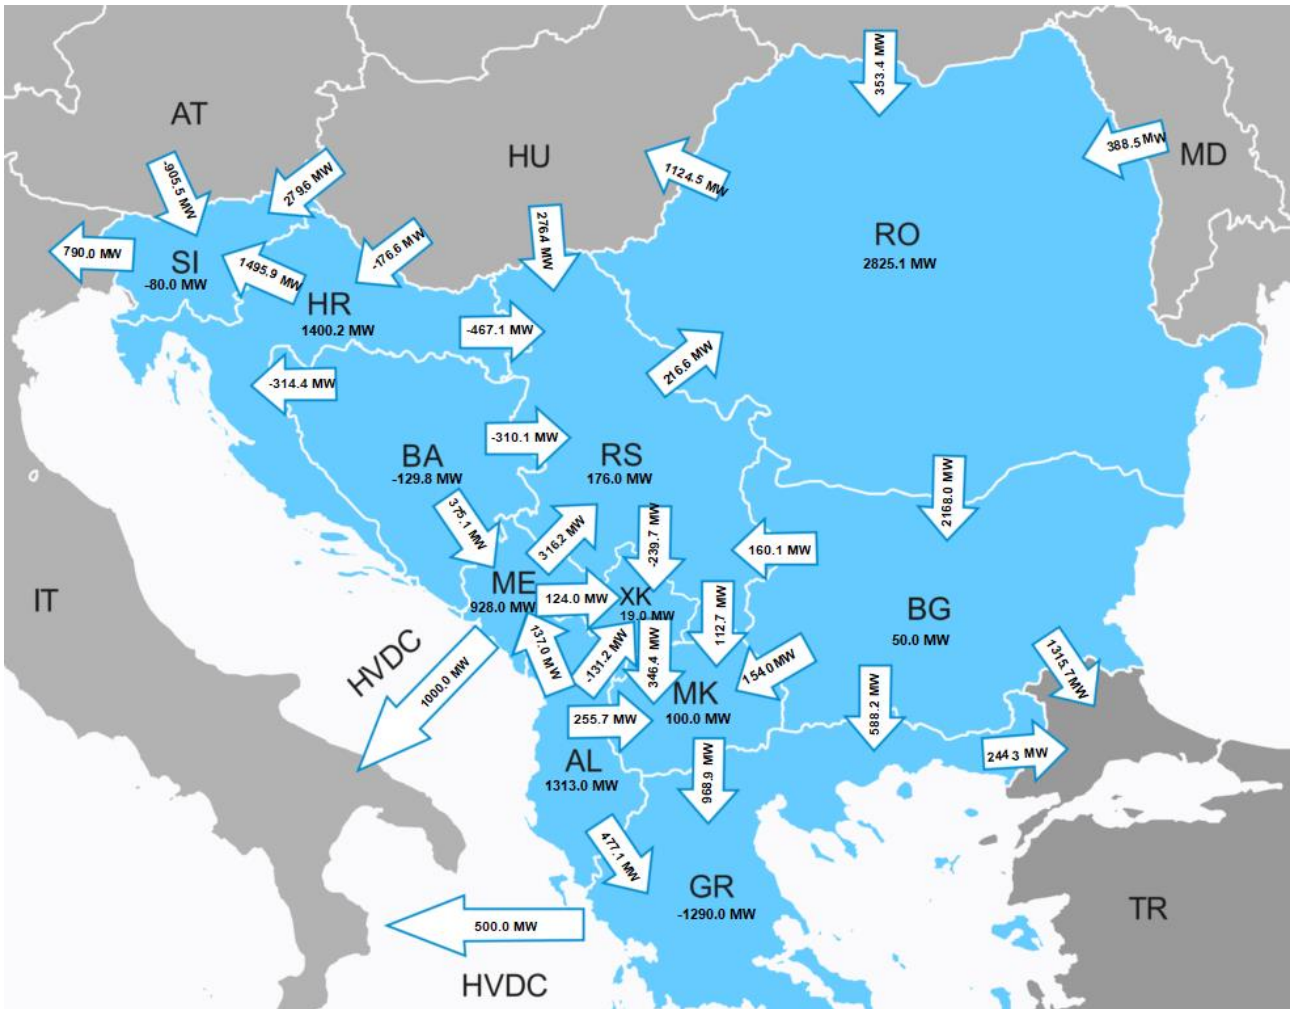 353.4 MW
AT
388.5 MW
MD
HU
1124.5 MW
-905.5 MW
279.6 MW
276.4 MW
RO
2825.1 MW
790.0 MW
SI
-80.0 MW
1495.9 MW
-176.6 MW
HR
1400.2 MW
-467.1 MW
216.6 MW
-314.4 MW
-310.1 MW
BA
-129.8 MW
RS
176.0 MW
2168.0 MW
375.1 MW
316.2 MW
-239.7 MW
160.1 MW
IT
ME
928.0 MW
124.0 MW
XK
19.0 MW
112.7 MW
BG
50.0 MW
HVDC
1000.0 MW
137.0 MW
-131.2 MW
346.4 MW
154.0 MW
1315.7 MW
MK
100.0 MW
588.2 MW
255.7 MW
244.3 MW
AL
1313.0 MW
968.9 MW
477.1 MW
GR
-1290.0 MW
TR
500.0 MW
HVDC